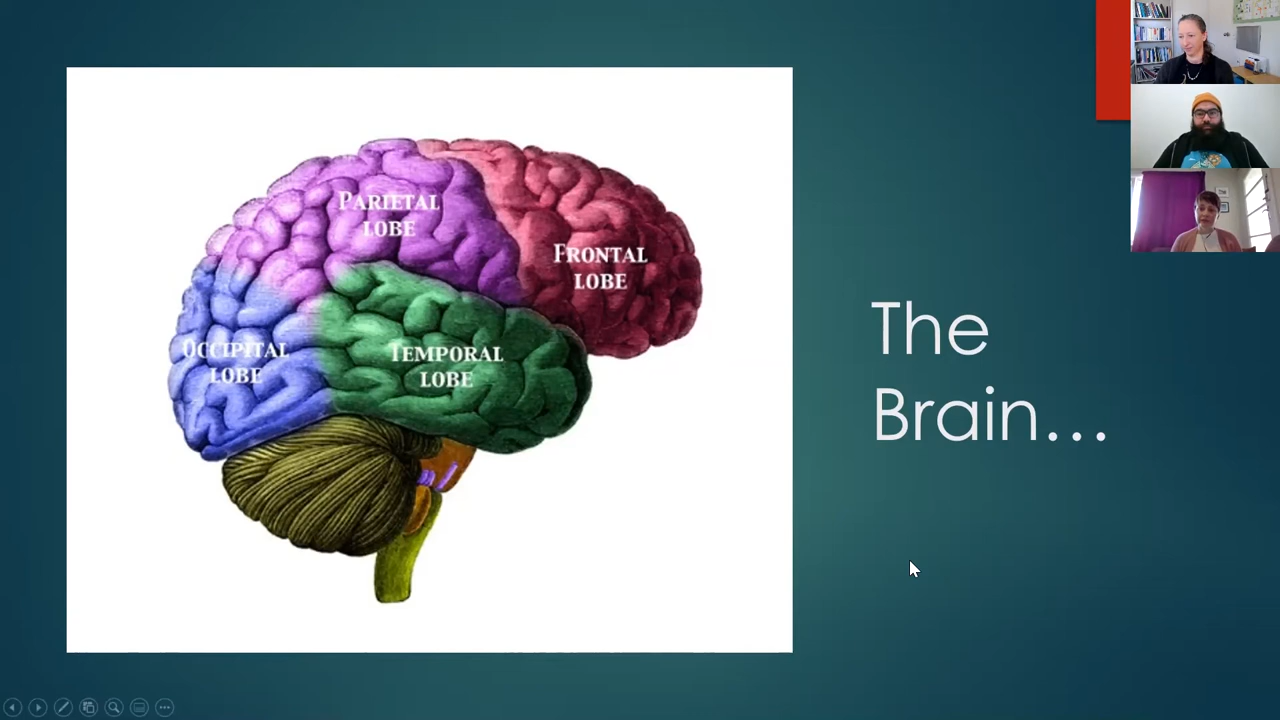 PARIETAL
LOBE
FRONTAL
LOBE
OCCIPITAL
LOBE
TEMPORAL
LOBE
The
Brain…